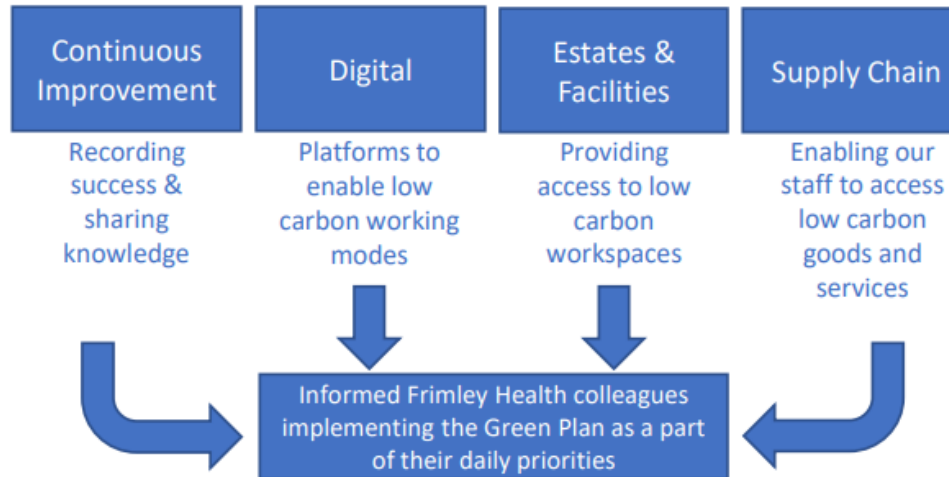 Continuous
Improvement
Recording
success &
sharing
knowledge
Digital
Platforms to
enable low
carbon working
modes
Estates &
Facilities
Providing
access to low
carbon
workspaces
Supply Chain
Enabling our
staff to access
low carbon
goods and
services
Informed Frimley Health colleagues
implementing the Green Plan as a part
of their daily priorities